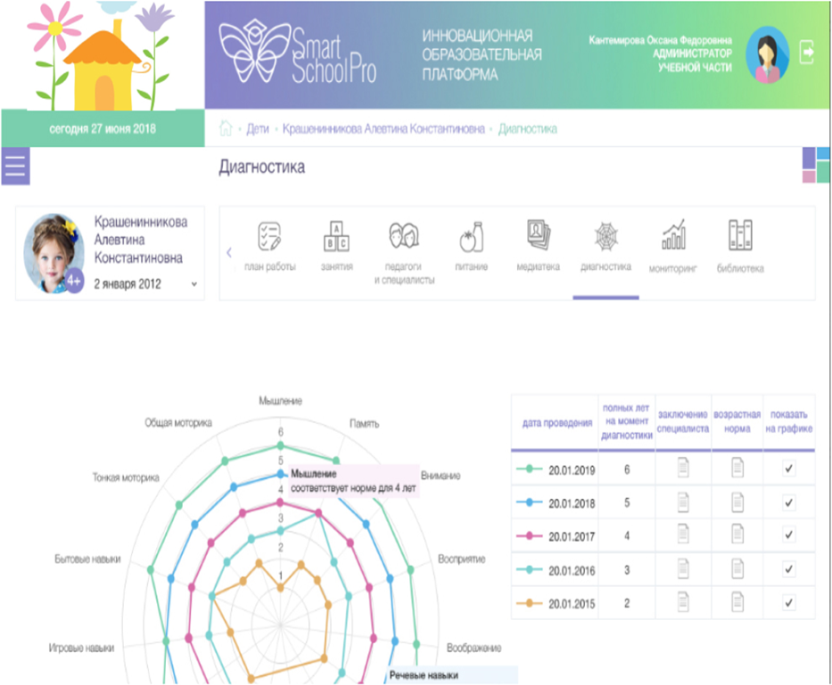 Smart
SchoolPro
ИННОВАЦИОННАЯ
ОБРАЗОВАТЕЛЬНАЯ
ПЛАТФОРМА
Кантемирова Оксана Федоровна
АДМИНИСТРАТОР
УЧЕБНОЙ ЧАСТИ
сегодня 27 июня 2018
Дети • Крашенинникова Алевтина Константиновна • Диагностика
Диагностика
Крашенинникова
Алевтина
Константиновна
4+
2 января 2012
план работы
A
B C
занятия
педагоги
и специалисты
питание
медиатека
диагностика
мониторинг
библиотека
Мышление
Общая моторика
Память
Тонкая моторика
Внимание
Бытовые навыки
Восприятие
Игровые навыки
Воображение
6
5
4
3
2
1
Мышление
соответствует норме для 4 лет
Речевые навыки
дата проведения
полных лет
на момент
диагностики
заключение
специалиста
возрастная
норма
показать
на графике
20.01.2019 6
20.01.2018 5
20.01.2017 4
20.01.2016 3
20.01.2015 2